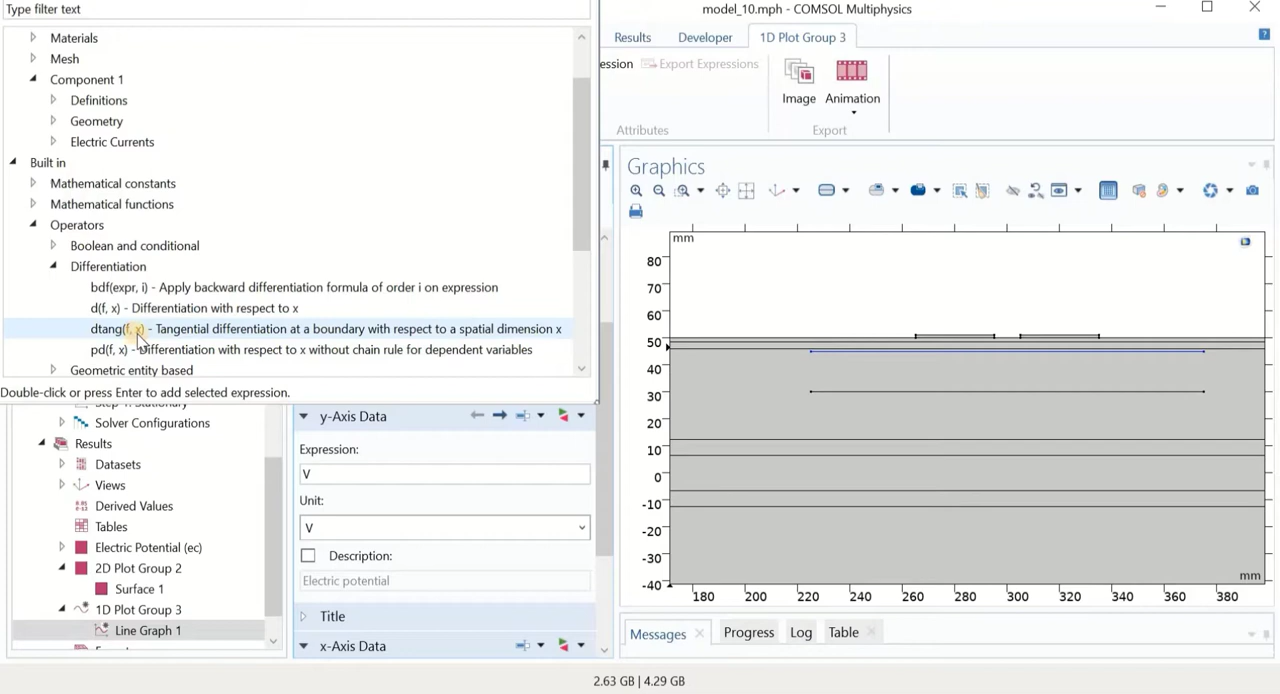 Type filter text
Materials
Mesh
Component 1
Definitions
Geometry
Electric Currents
Built in
Mathematical constants
Mathematical functions
Operators
Boolean and conditional
Differentiation
bdf(expr, i) - Apply backward differentiation formula of order i on expression
d(f, x) - Differentiation with respect to x
dtang(f, x) - Tangential differentiation at a boundary with respect to a spatial dimension x
pd(f, x) - Differentiation with respect to x without chain rule for dependent variables
Geometric entity based
Double-click or press Enter to add selected expression.
Solver Configurations
Results
Datasets
Views
Derived Values
8.85
e-12
Tables
Electric Potential (ec)
2D Plot Group 2
Surface 1
1D Plot Group 3
Line Graph 1
y-Axis Data
Expression:
V
Unit:
V
Description:
Electric potential
Title
x-Axis Data
model_10.mph - COMSOL Multiphysics
Results
Developer
1D Plot Group 3
?
ession
Export Expressions
Image
Animation
Attributes
Export
Graphics
mm
80
70
60
50
40
30
20
10
0
-10
-20
-30
-40
mm
180
200
220
240
260
280
300
320
340
360
380
Messages
Progress
Log
Table
2.63 GB | 4.29 GB